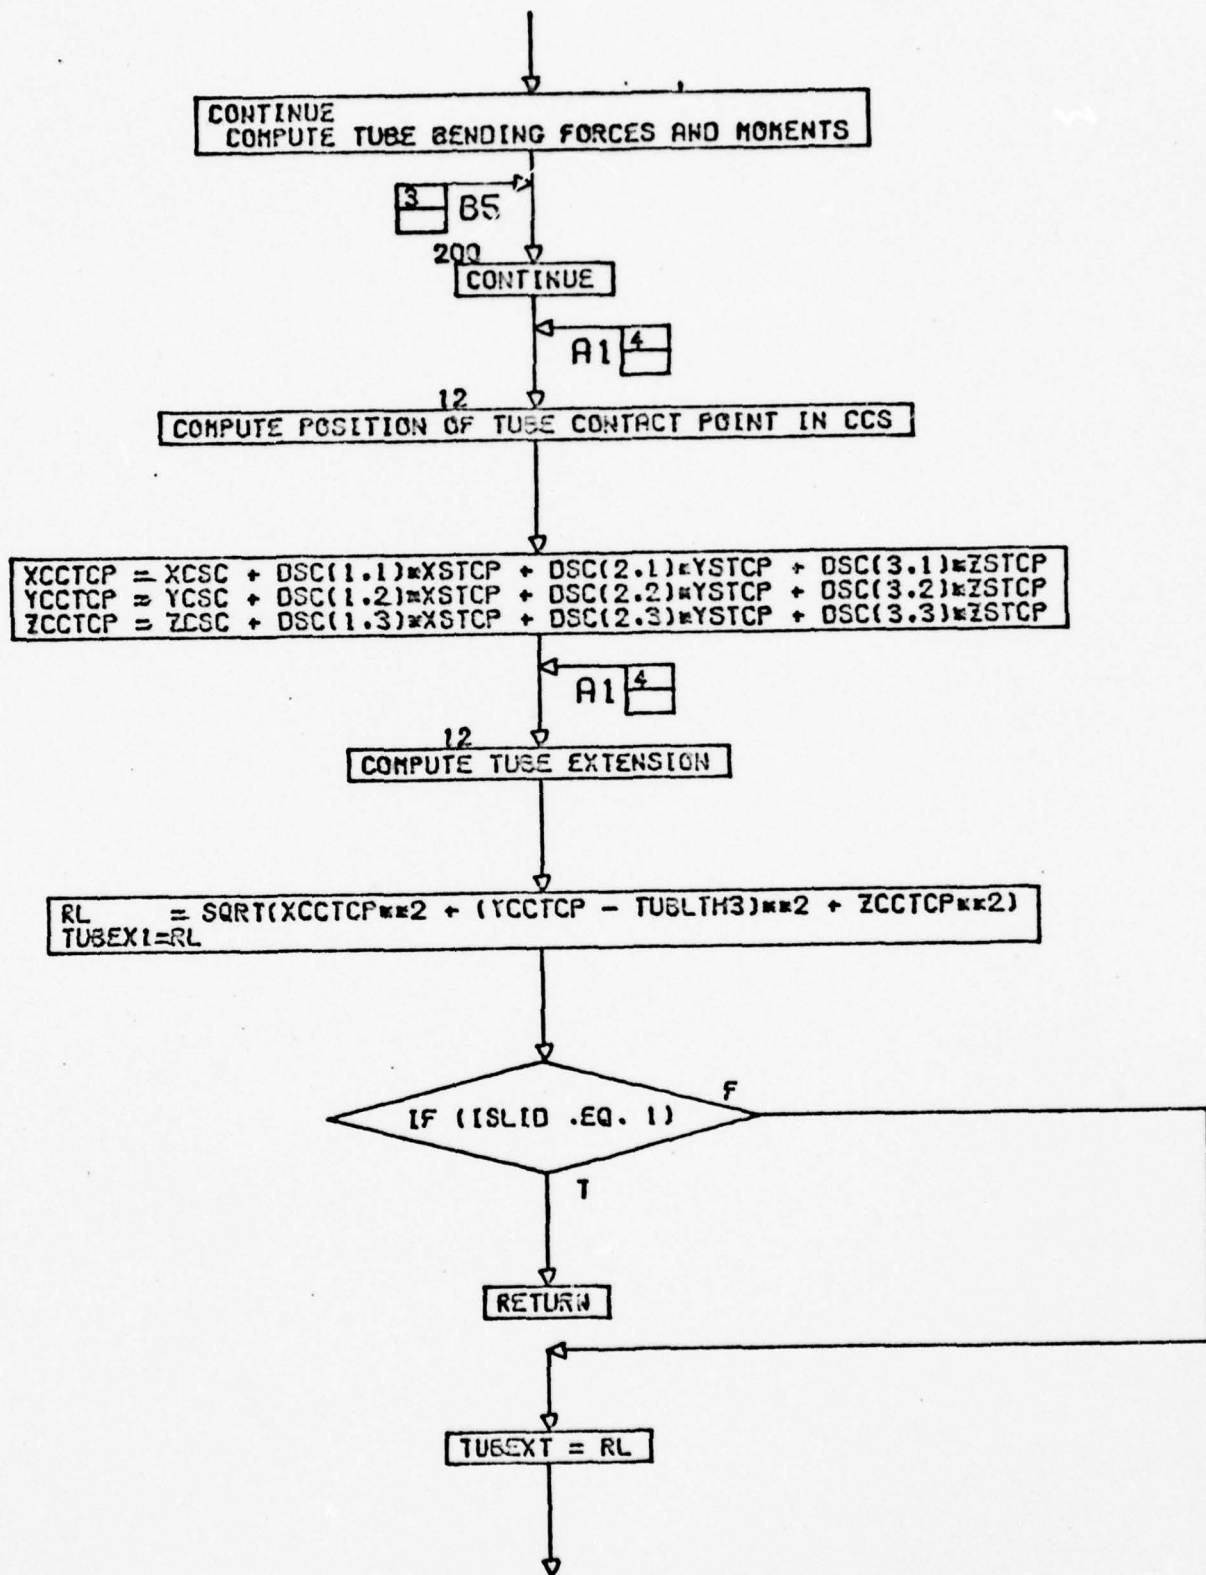 CONTINUE
COMPUTE TUBE BENDING FORCES AND MOMENTS
3
B5
200
CONTINUE
A1
4
12
COMPUTE POSITION OF TUBE CONTACT POINT IN CCS
XCCTCP = XCSC + DSC(1.1)*XSTCP + DSC(2.1)*YSTCP + DSC(3.1)*ZSTCP
YCCTCP = YCSC + DSC(1.2)*XSTCP + DSC(2.2)*YSTCP + DSC(3.2)*ZSTCP
ZCCTCP = ZCSC + DSC(1.3)*XSTCP + DSC(2.3)*YSTCP + DSC(3.3)*ZSTCP
A1
4
12
COMPUTE TUBE EXTENSION
RL = SQRT(XCCTCP**2 + (YCCTCP - TUBLTH3)**2 + ZCCTCP**2)
TUBEX1=RL
IF (ISLID .EQ. 1)
F
T
RETURN
TUBEXT = RL